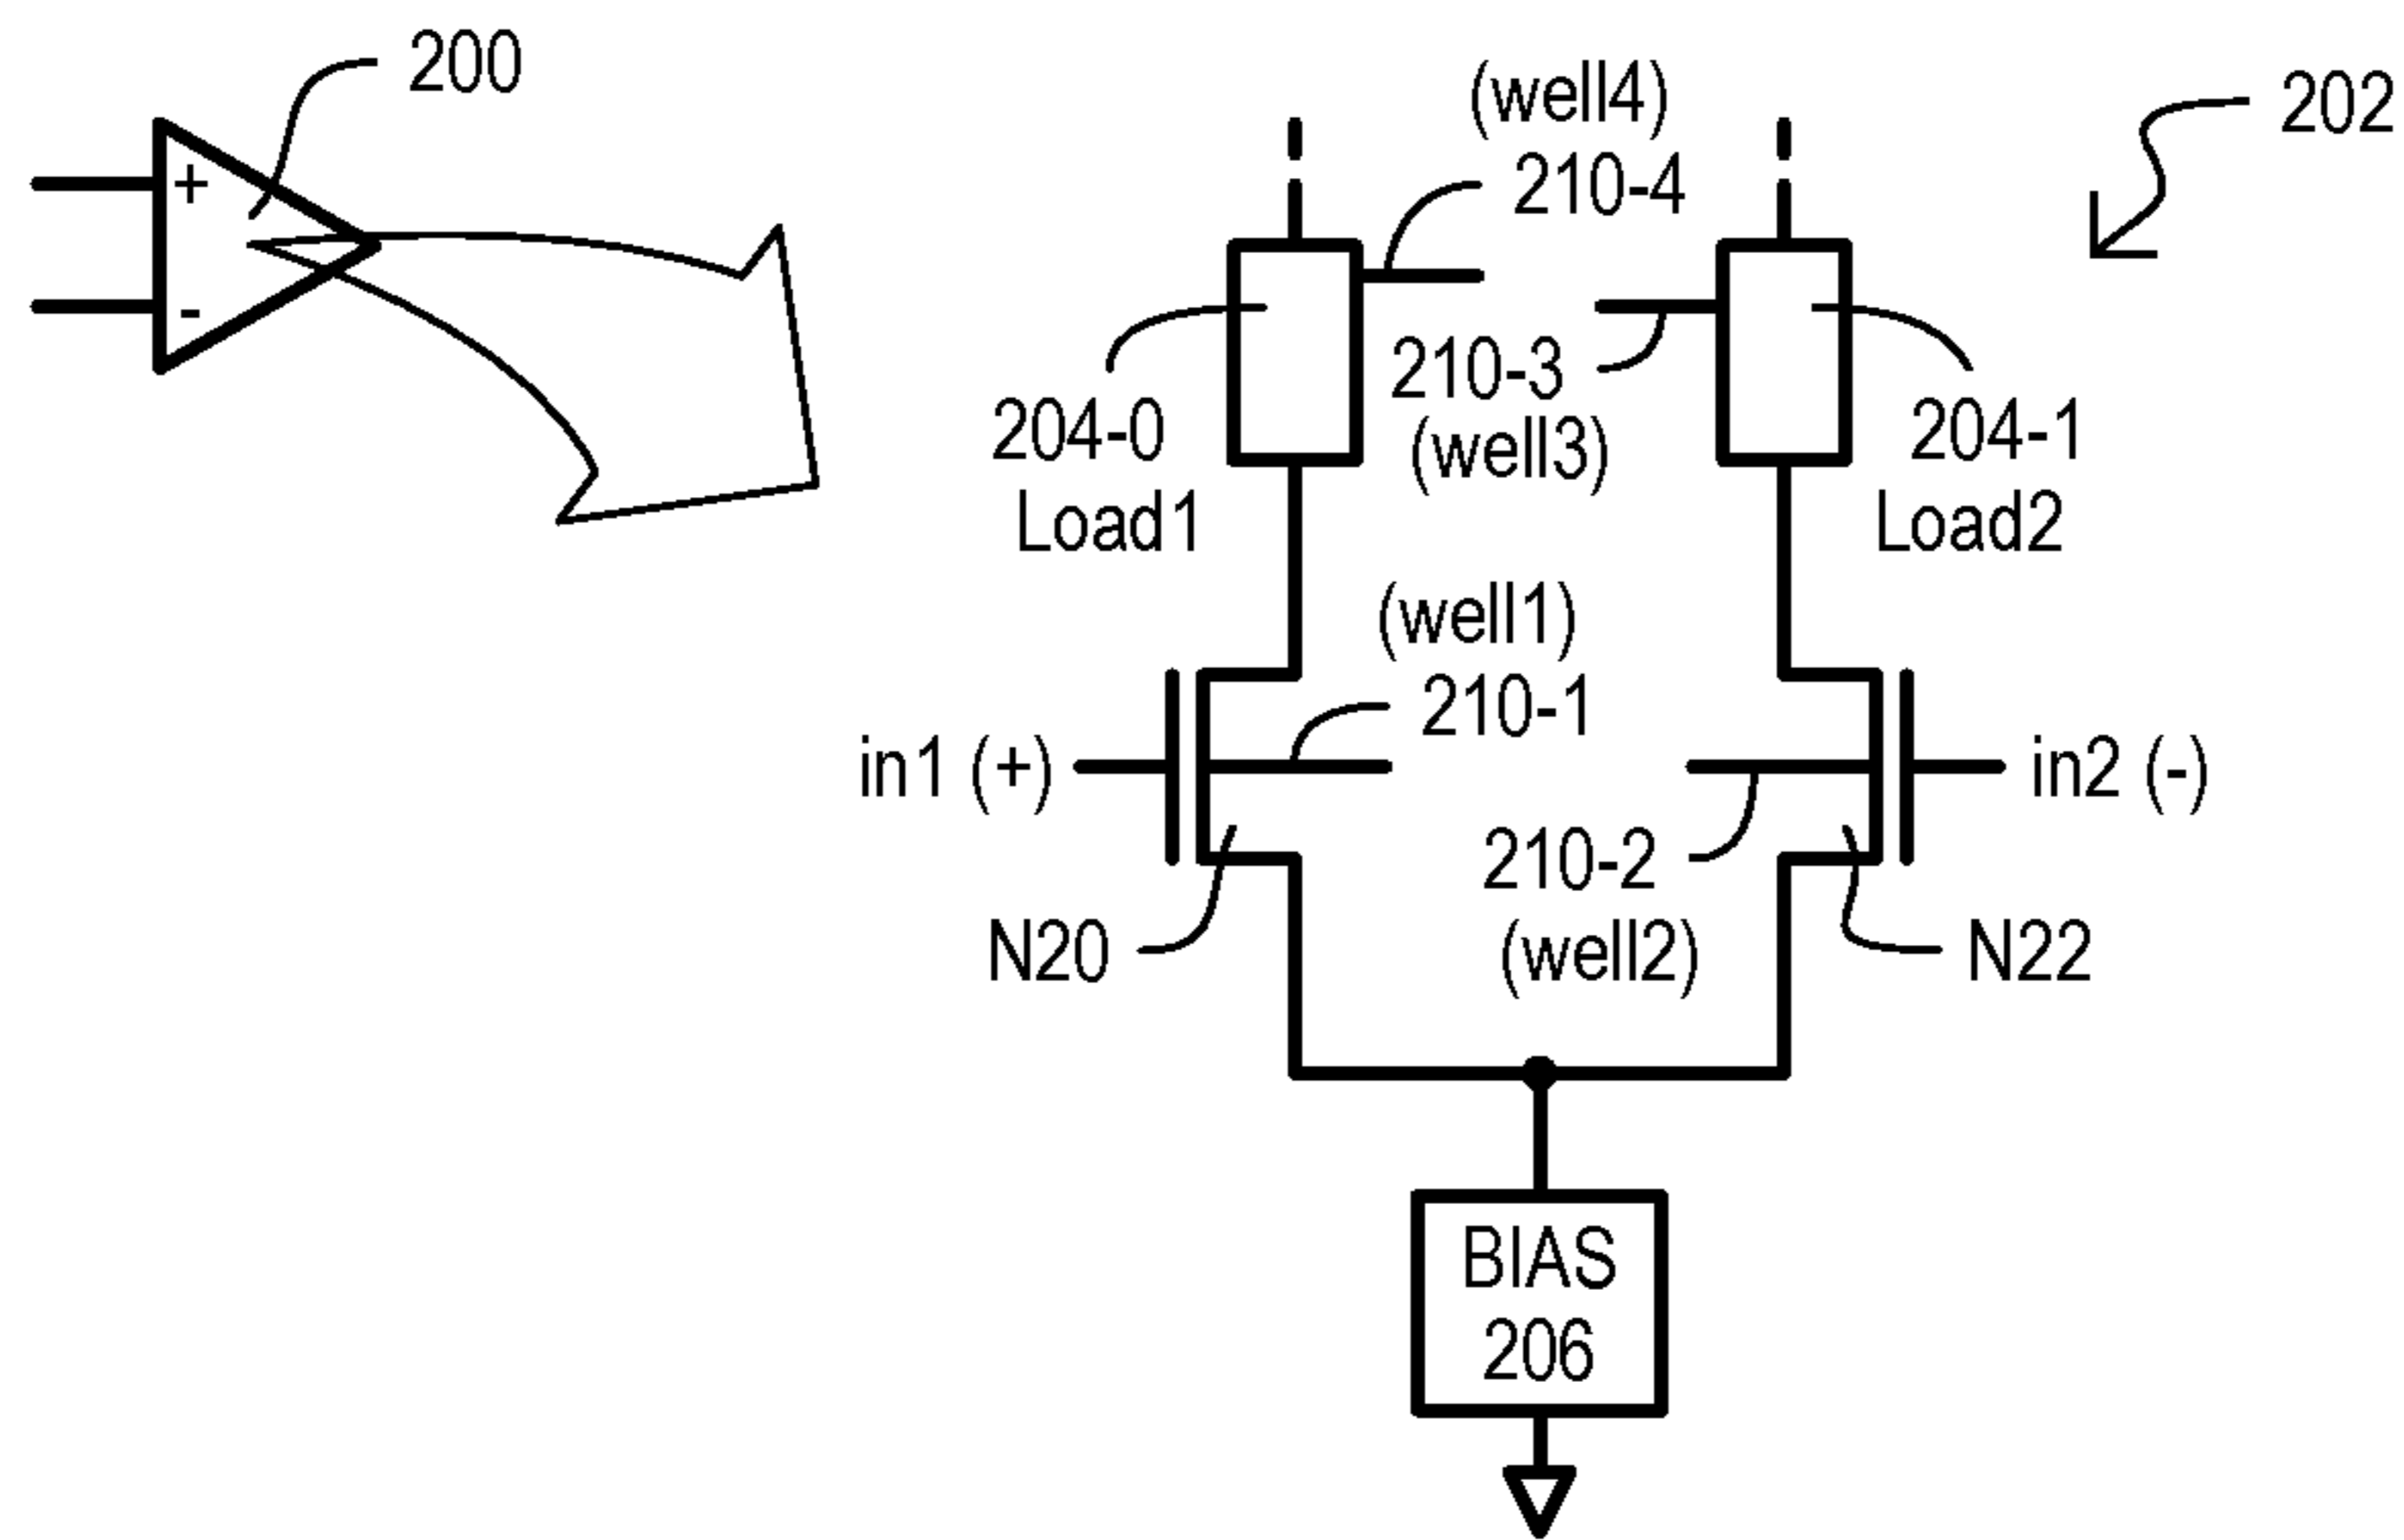 200
+
-
(well4)
210-4
202
210-3
(well3)
204-0
Load1
204-1
Load2
(well1)
210-1
in1 (+)
in2 (-)
210-2
(well2)
N20
N22
BIAS
206